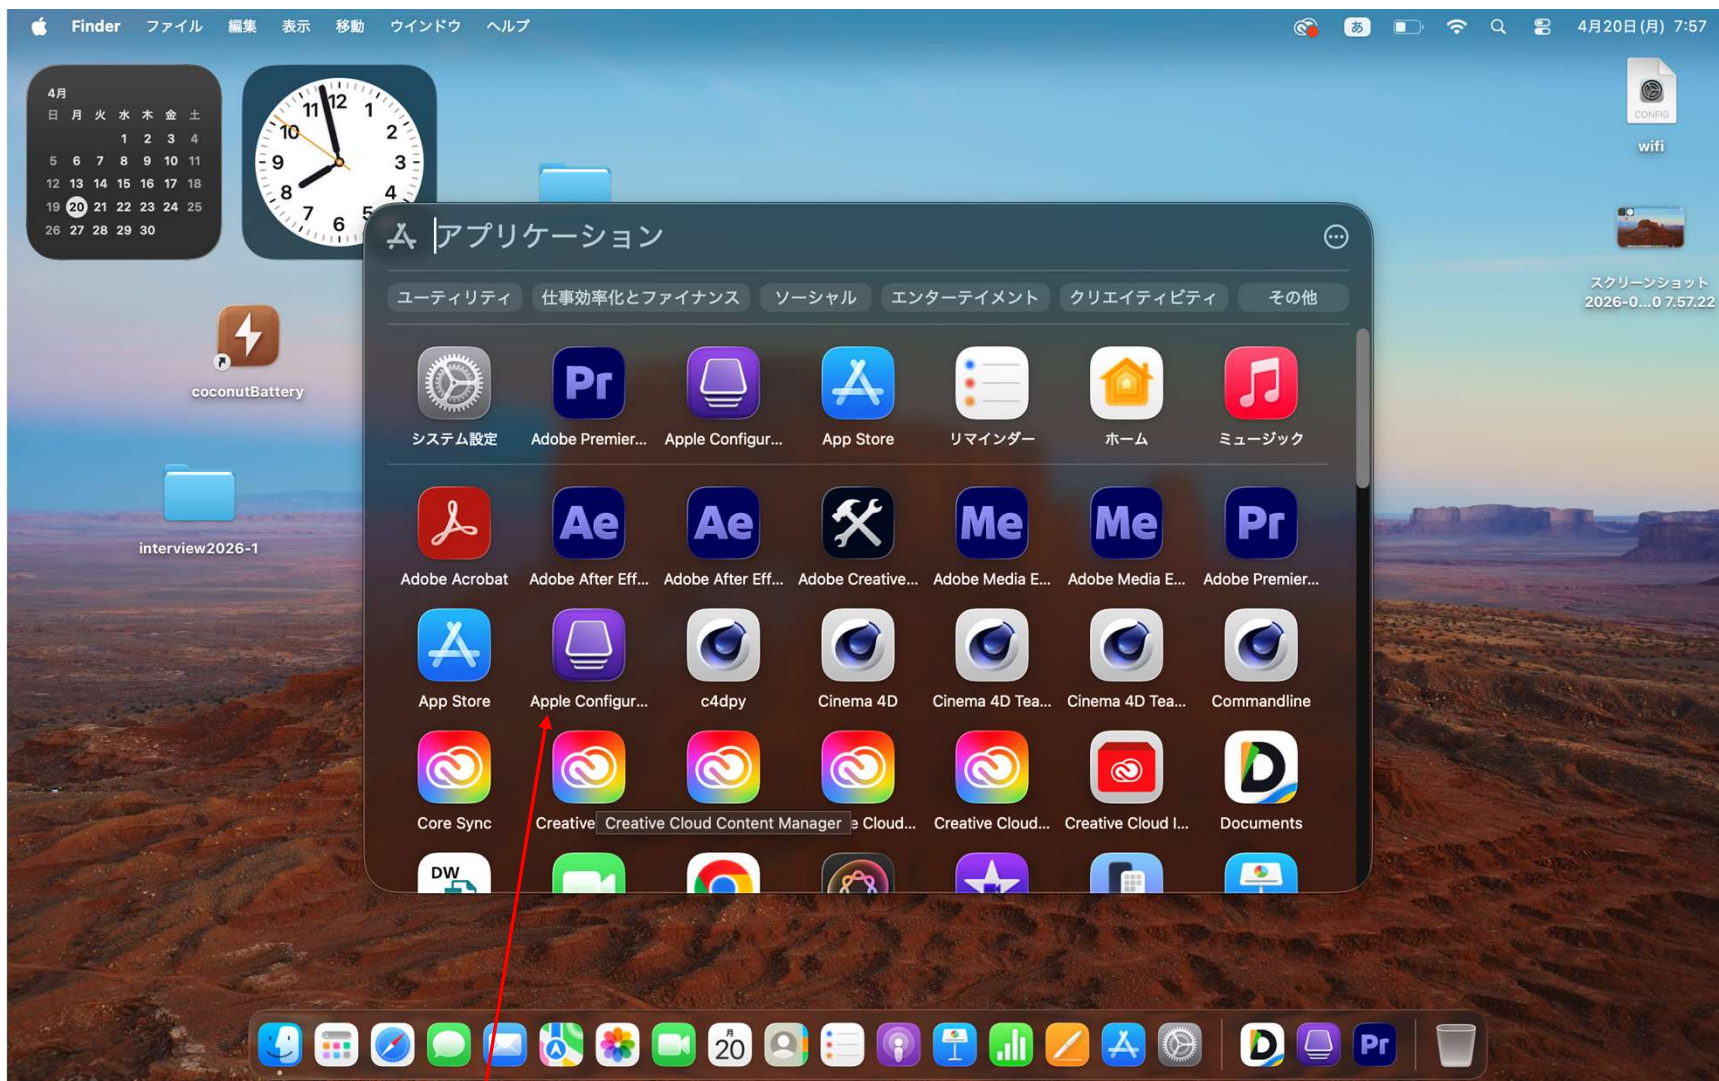 Finder ファイル 編集 表示 移動 ウインドウ ヘルプ
あ
4月20日(月) 7:57
4月
日 月 火 水 木 金 土
1 2 3 4
5 6 7 8 9 10 11
12 13 14 15 16 17 18
19 20 21 22 23 24 25
26 27 28 29 30
11 12 1
10 2
9 3
8 4
7 6 5
CONFIG
wifi
スクリーンショット
2026-0...0 7.57.22
coconutBattery
interview2026-1
アプリケーション
ユーティリティ 仕事効率化とファイナンス ソーシャル エンターテイメント クリエイティビティ その他
Pr
システム設定 Adobe Premier... Apple Configur... App Store リマインダー ホーム ミュージック
Ae Ae Me Me Pr
Adobe Acrobat Adobe After Eff... Adobe After Eff... Adobe Creative... Adobe Media E... Adobe Media E... Adobe Premier...
App Store Apple Configur... c4dpy Cinema 4D Cinema 4D Tea... Cinema 4D Tea... Commandline
Core Sync Creative Creative Cloud Content Manager e Cloud... Creative Cloud... Creative Cloud I... Documents
DW
月
20
Pr